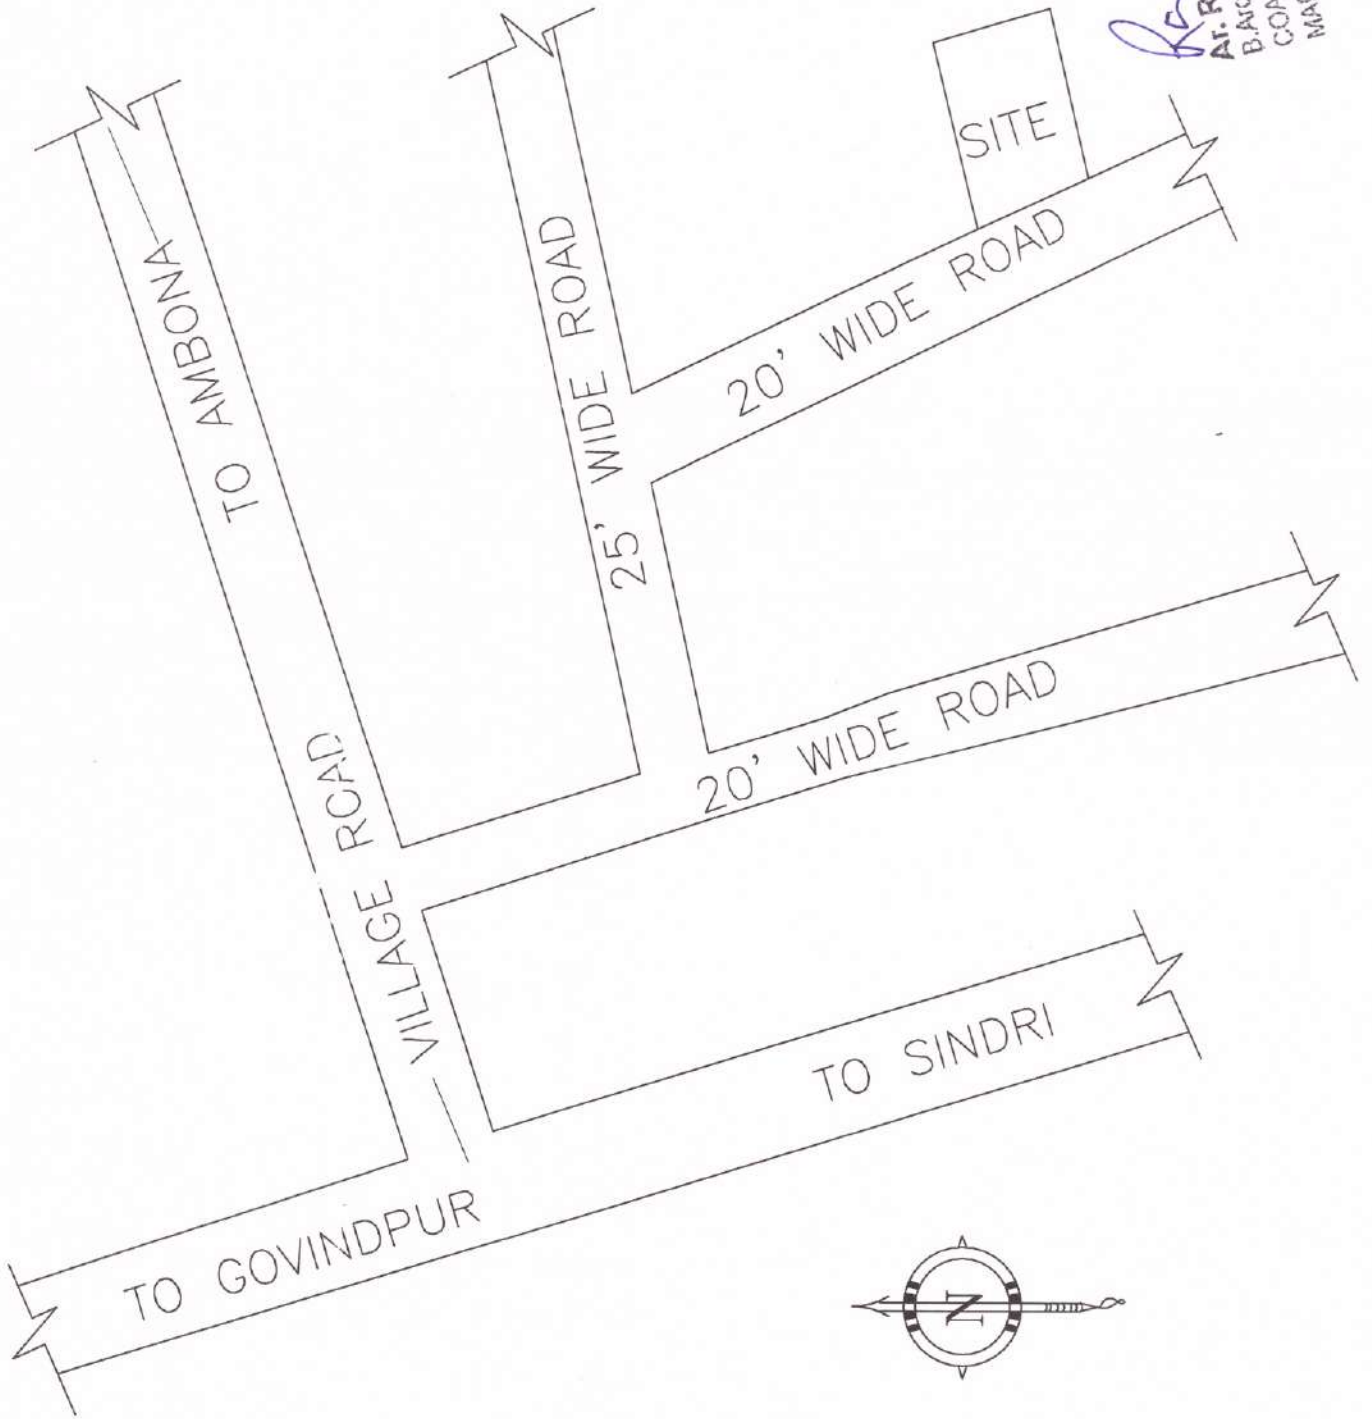 Ar. R
B.Arc
COA
SITE
TO AMBONA
25' WIDE ROAD
20' WIDE ROAD
VILLAGE ROAD
20' WIDE ROAD
TO SINDRI
TO GOVINDPUR
N